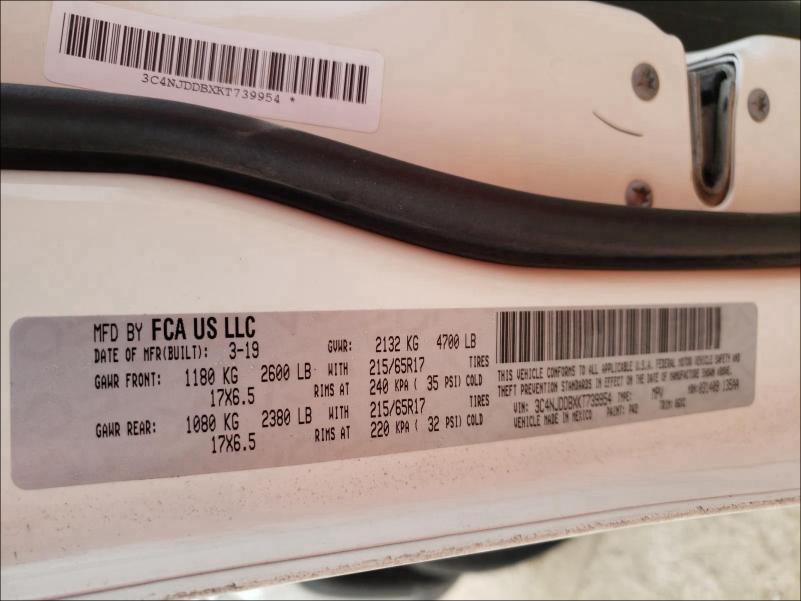 3C4NJDDBXKT739954 *
MFD BY FCA US LLC
DATE OF MFR(BUILT): 3-19
GVWR: 2132 KG 4700 LB
GAWR FRONT: 1180 KG 2600 LB WITH 215/65R17 TIRES
17X6.5 RIMS AT 240 KPA ( 35 PSI) COLD
GAWR REAR: 1080 KG 2380 LB WITH 215/65R17 TIRES
17X6.5 RIMS AT 220 KPA ( 32 PSI) COLD
THIS VEHICLE CONFORMS TO ALL APPLICABLE U.S.A. FEDERAL MOTOR VEHICLE SAFETY AND
THEFT PREVENTION STANDARDS IN EFFECT ON THE DATE OF MANUFACTURE SHOWN ABOVE.
VIN: 3C4NJDDBXKT739954 TYPE: MPV
VEHICLE MADE IN MEXICO PAINT: TRIM: